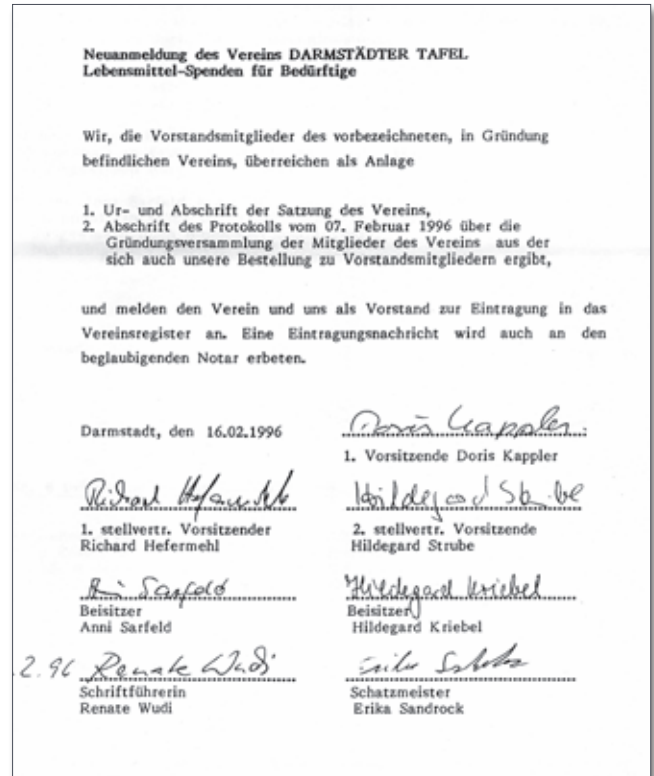 Neuanmeldung des Vereins DARMSTÄDTER TAFEL
Lebensmittel-Spenden für Bedürftige
Wir, die Vorstandsmitglieder des vorbezeichneten, in Gründung
befindlichen Vereins, überreichen als Anlage
1. Ur- und Abschrift der Satzung des Vereins,
2. Abschrift des Protokolls vom 07. Februar 1996 über die
Gründungsversammlung der Mitglieder des Vereins aus der
sich auch unsere Bestellung zu Vorstandsmitgliedern ergibt,
und melden den Verein und uns als Vorstand zur Eintragung in das
Vereinsregister an. Eine Eintragungsnachricht wird auch an den
beglaubigenden Notar erbeten.
Doris Kappler
Darmstadt, den 16.02.1996
1. Vorsitzende Doris Kappler
Richard Hefermehl Hildegard Strube
1. stellvertr. Vorsitzender 2. stellvertr. Vorsitzende
Richard Hefermehl Hildegard Strube
Sarfeld Hildegard Kriebel
Beisitzer Beisitzer
Anni Sarfeld Hildegard Kriebel
.2.96 Renate Wudi Erika
Schriftführerin Schatzmeister
Renate Wudi Erika Sandrock